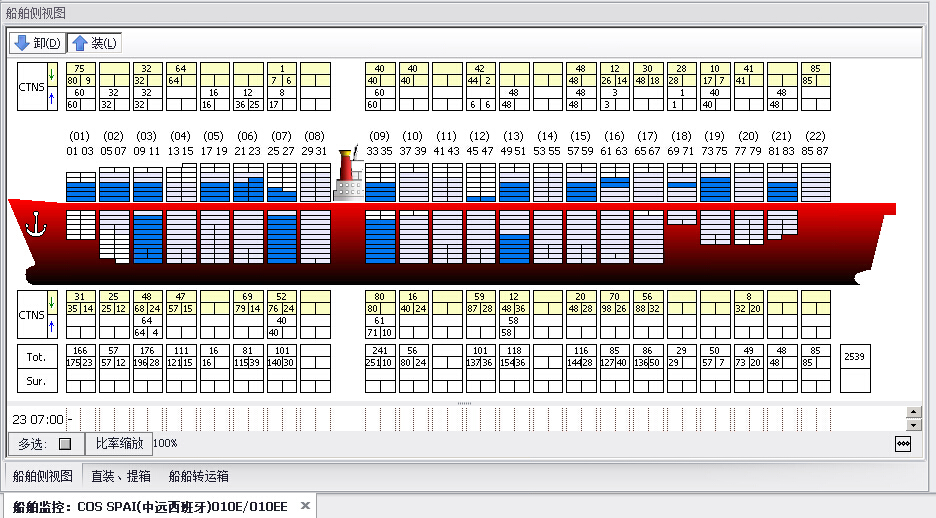 船舶侧视图
卸(D) 装(L)
75 32 64 1 40 40 42 48 12 30 28 10 41 85
80 9 32 64 7 6 40 40 44 2 48 26 14 48 18 28 17 7 41 85
CTNS
60 32 32 16 12 8 60 48 48 3 1 40 48
60 32 32 16 36 25 17 60 6 6 48 48 3 1 40 48
(01) (02) (03) (04) (05) (06) (07) (08) (09) (10) (11) (12) (13) (14) (15) (16) (17) (18) (19) (20) (21) (22)
01 03 05 07 09 11 13 15 17 19 21 23 25 27 29 31 33 35 37 39 41 43 45 47 49 51 53 55 57 59 61 63 65 67 69 71 73 75 77 79 81 83 85 87
31 25 48 47 69 52 80 16 59 12 20 70 56 8
35 14 25 12 68 24 57 15 79 14 76 24 80 40 24 87 28 48 36 48 28 98 26 88 32 32 20
CTNS
64 40 61 58
64 4 40 71 10 58
Tot. 166 57 176 111 16 81 101 241 56 101 118 116 85 86 29 50 49 48 85 2539
175 23 57 12 196 28 121 15 16 115 39 140 30 251 10 80 24 137 36 154 36 144 28 127 40 136 50 29 57 7 73 20 48 85
Sur.
23 07:00-
多选: 比率缩放 100%
船舶侧视图 直装、提箱 船船转运箱
船舶监控: COS SPAI(中远西班牙)010E/010EE ×